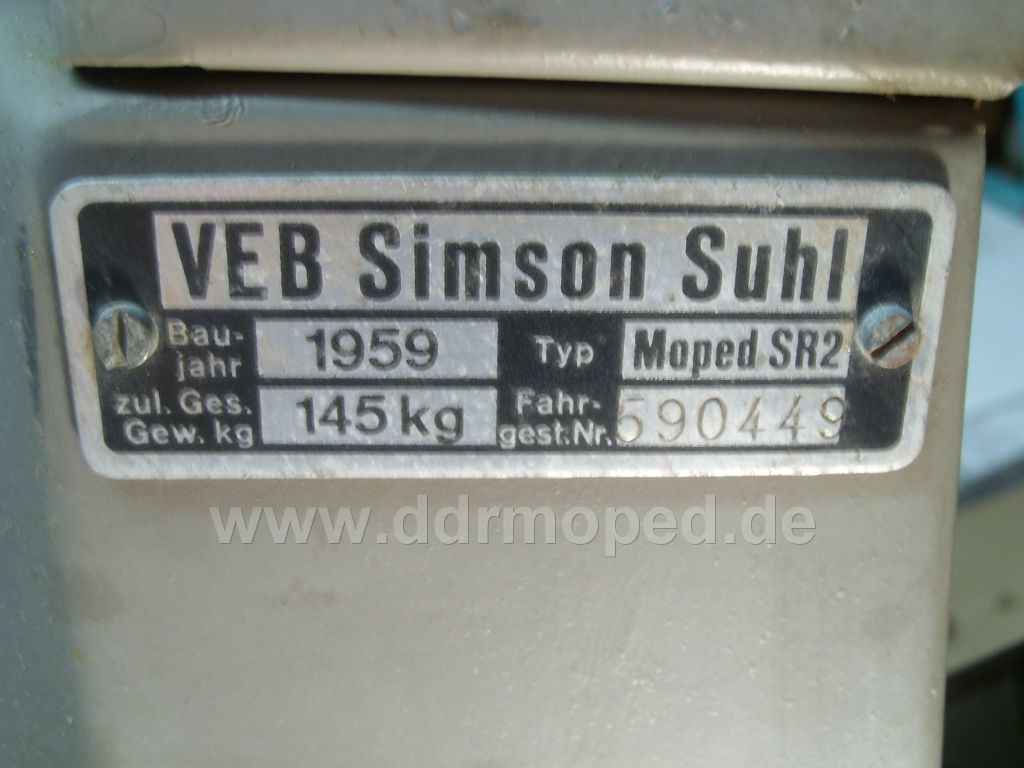 VEB Simson Suhl
Bau-
jahr 1959 Typ Moped SR2
zul. Ges.
Gew. kg 145 kg Fahr-
gest.Nr. 590449
www.ddrmoped.de